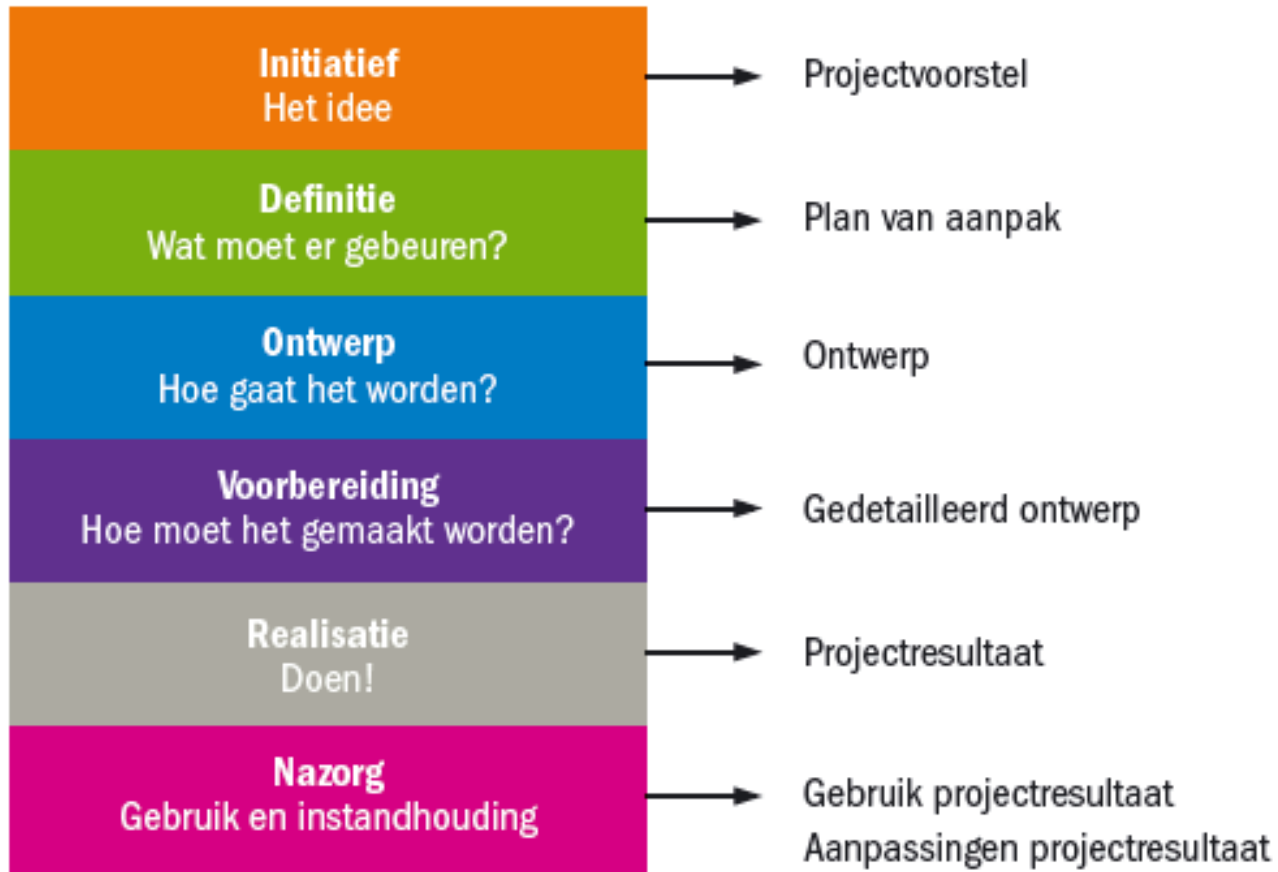 Initiatief
Het idee
Projectvoorstel
Definitie
Wat moet er gebeuren?
Plan van aanpak
Ontwerp
Hoe gaat het worden?
Ontwerp
Voorbereiding
Hoe moet het gemaakt worden?
Gedetailleerd ontwerp
Realisatie
Doen!
Projectresultaat
Nazorg
Gebruik en instandhouding
Gebruik projectresultaat
Aanpassingen projectresultaat